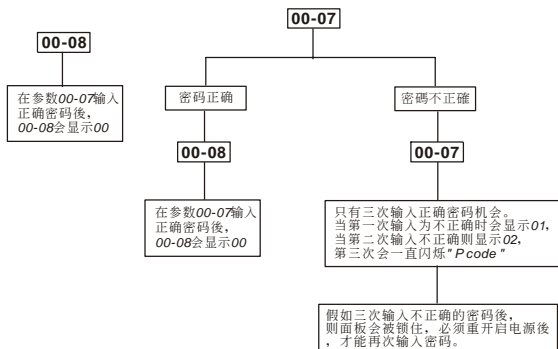 00-08
在参数00-07输入
正确密码後，
00-08会显示00
00-07
密码正确
00-08
在参数00-07输入
正确密码後，
00-08会显示00
密碼不正確
00-07
只有三次输入正确密码机会。
当第一次输入为不正确时会显示01，
当第二次输入不正确则显示02，
第三次会一直闪烁"Pcode"
假如三次输入不正确的密码後，
则面板会被锁住，必须重开启电源後
，才能再次输入密码。